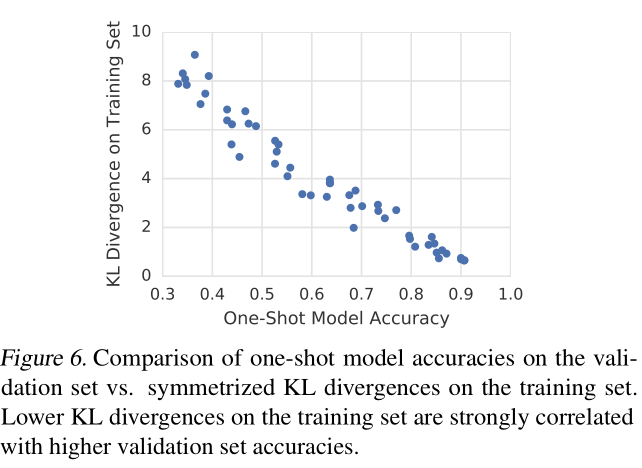 10
8
6
4
2
0
KL Divergence on Training Set
0.3 0.4 0.5 0.6 0.7 0.8 0.9 1.0
One-Shot Model Accuracy
Figure 6. Comparison of one-shot model accuracies on the vali-
dation set vs. symmetrized KL divergences on the training set.
Lower KL divergences on the training set are strongly correlated
with higher validation set accuracies.